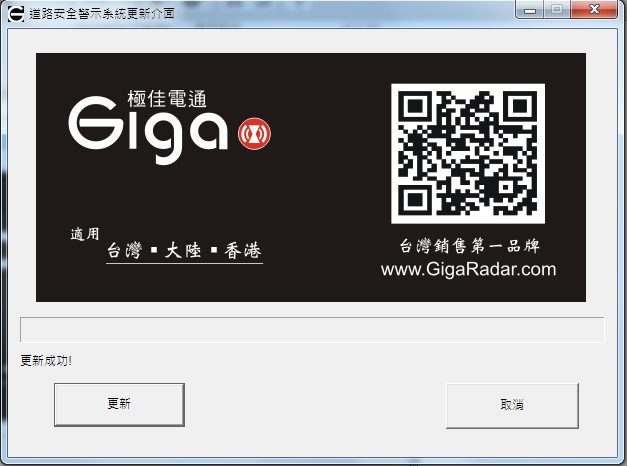 道路安全警示系統更新介面
極佳電通
Giga
適用
台灣▪大陸▪香港
台灣銷售第一品牌
www.GigaRadar.com
更新成功!
更新
取消